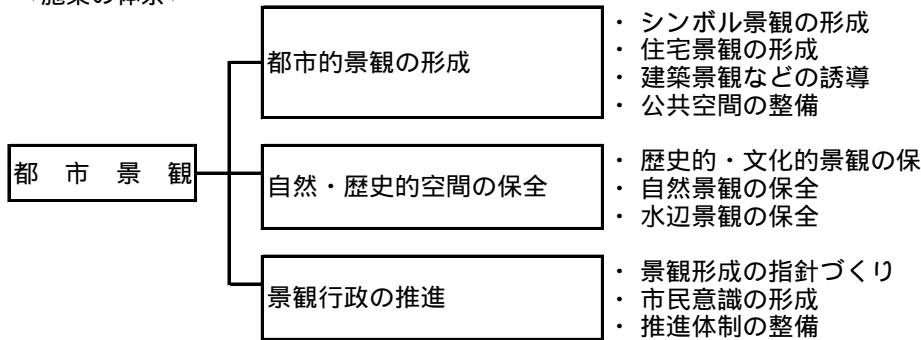 都市的景観の形成
・ シンボル景観の形成
・ 住宅景観の形成
・ 建築景観などの誘導
・ 公共空間の整備
都 市 景 観
自然・歴史的空間の保全
・ 歴史的・文化的景観の保
・ 自然景観の保全
・ 水辺景観の保全
景観行政の推進
・ 景観形成の指針づくり
・ 市民意識の形成
・ 推進体制の整備